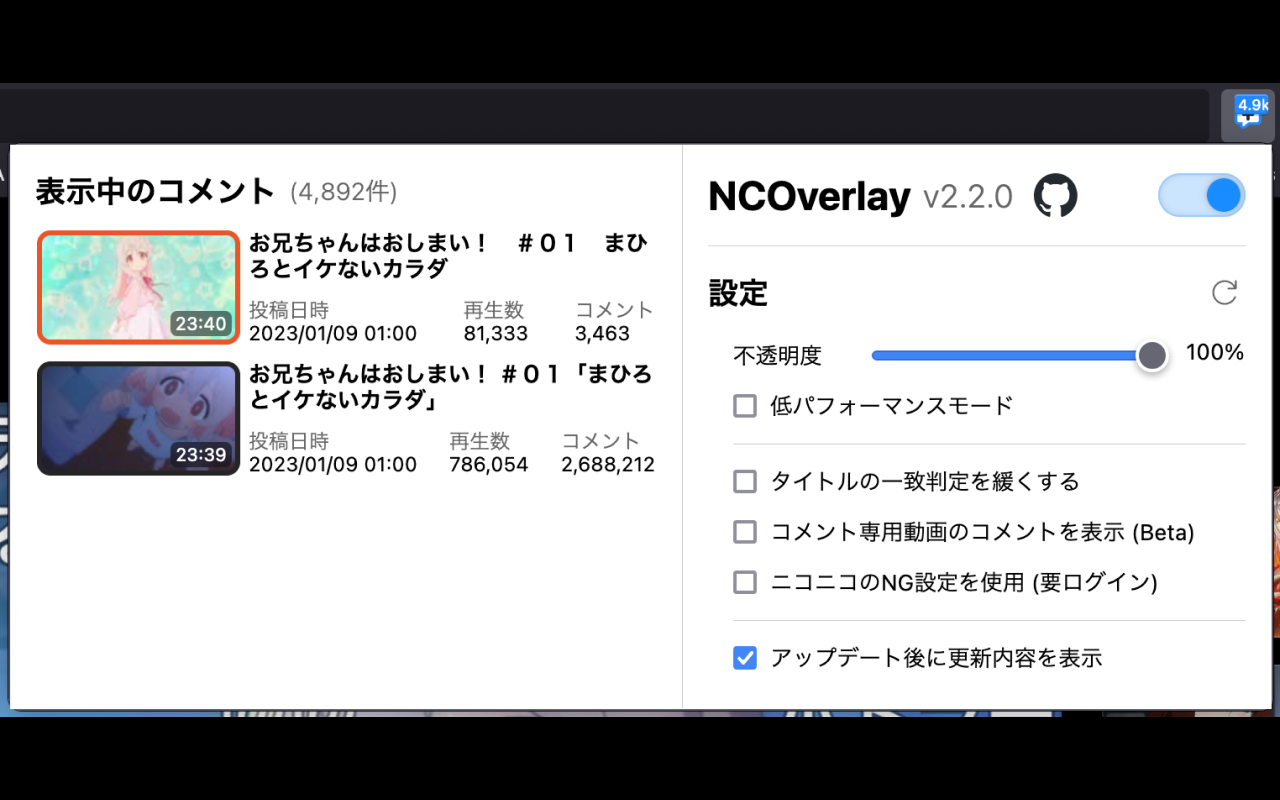 4.9k
表示中のコメント (4,892件)
お兄ちゃんはおしまい！　＃０１　まひ
ろとイケないカラダ
23:40
投稿日時 再生数 コメント
2023/01/09 01:00 81,333 3,463
お兄ちゃんはおしまい！＃０１「まひろ
とイケないカラダ」
23:39
投稿日時 再生数 コメント
2023/01/09 01:00 786,054 2,688,212
NCOverlay v2.2.0
設定
不透明度 100%
低パフォーマンスモード
タイトルの一致判定を緩くする
コメント専用動画のコメントを表示 (Beta)
ニコニコのNG設定を使用 (要ログイン)
アップデート後に更新内容を表示